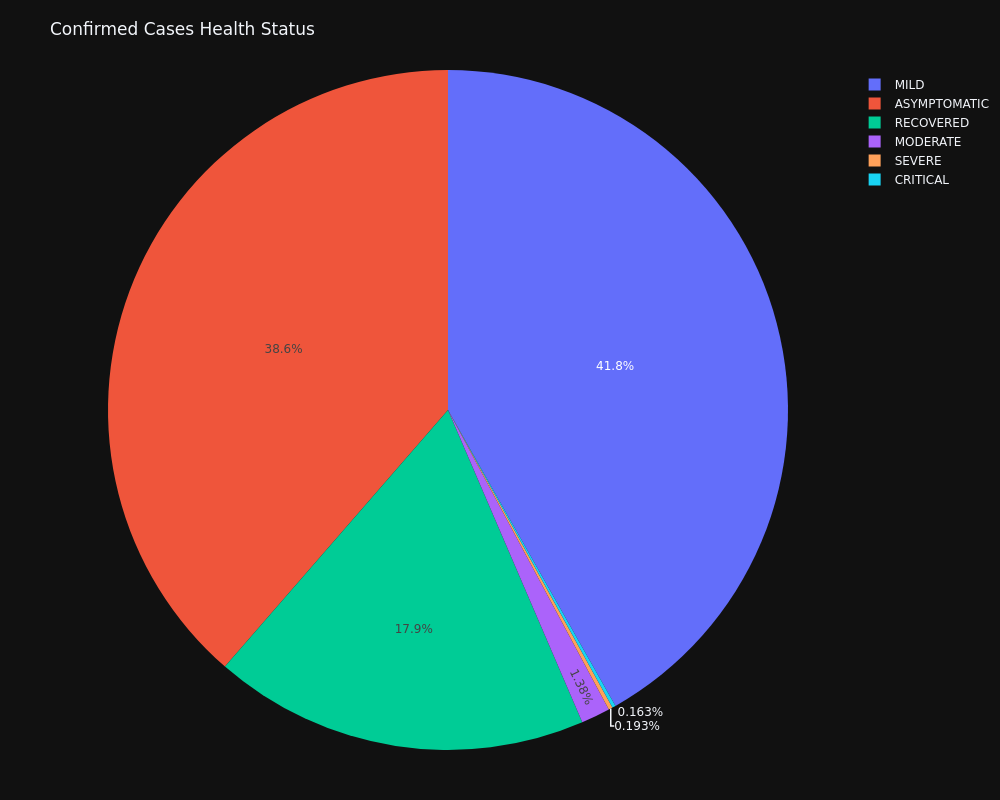 Confirmed Cases Health Status
MILD
ASYMPTOMATIC
RECOVERED
MODERATE
SEVERE
CRITICAL
38.6%
41.8%
17.9%
1.38%
0.163%
0.193%